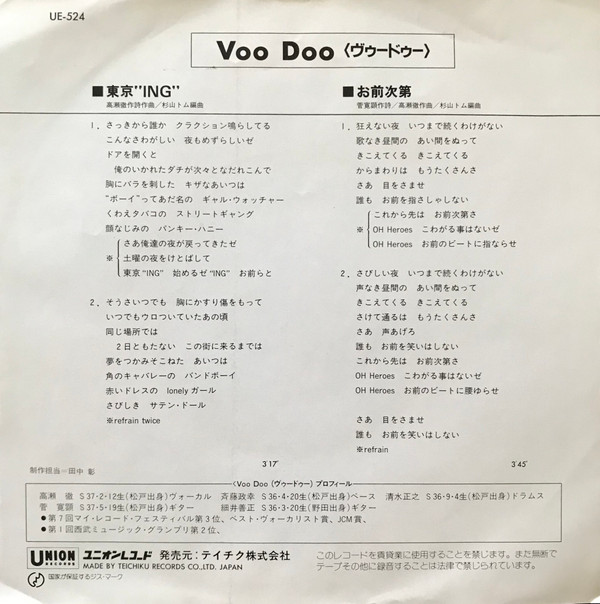 UE-524
Voo Doo〈ヴゥードゥー〉
■東京"ING"
高瀬徹作詩作曲／杉山トム編曲
1．さっきから誰か クラクション鳴らしてる
こんなさわがしい 夜もめずらしいぜ
ドアを開くと
俺のいかれたダチが次々となだれこんで
胸にバラを刺した キザなあいつは
"ボーイ"ってあだ名の ギャル・ウォッチャー
くわえタバコの ストリートギャング
顔なじみの パンキー・ハニー
さあ俺達の夜が戻ってきたゼ
※ 土曜の夜をけとばして
東京"ING" 始めるゼ"ING" お前らと
2．そうさいつでも 胸にかすり傷をもって
いつでもウロついていたあの頃
同じ場所では
2日ともたない この街に来るまでは
夢をつかみそこねた あいつは
角のキャバレーの バンドボーイ
赤いドレスの lonelyガール
さびしき サテン・ドール
※refrain twice
3'17"
■お前次第
菅寛顕作詩／高瀬徹作曲／杉山トム編曲
1．狂えない夜 いつまで続くわけがない
歌なき昼間の あい間をぬって
きこえてくる きこえてくる
からまわりは もうたくさんさ
さあ 目をさませ
誰も お前を指さしゃしない
これから先は お前次第さ
※ OH Heroes こわがる事はないぜ
OH Heroes お前のビートに指ならせ
2．さびしい夜 いつまで続くわけがない
声なき昼間の あい間をぬって
きこえてくる きこえてくる
さけて通るは もうたくさんさ
さあ 声あげろ
誰も お前を笑いはしない
これから先は お前次第さ
OH Heroes こわがる事はないゼ
OH Heroes お前のビートに腰ゆらせ
さあ 目をさませ
誰も お前を笑いはしない
※refrain
3'45"
制作担当＝田中 彰
〈Voo Doo（ヴゥードゥー）プロフィール〉
高瀬 徹 S37・2・12生(松戸出身)ヴォーカル 斉藤政幸 S36・4・20生(松戸出身)ベース 清水正之 S36・9・4生(松戸出身)ドラムス
菅 寛顕 S37・5・19生(松戸出身)ギター 細井善正 S36・3・20生(野田出身)ギター
●第7回マイ・レコード・フェスティバル第3位、ベスト・ヴォーカリスト賞、JCM賞、
●第1回西武ミュージック・グランプリ第2位、
UNION RECORDS ユニオンレコード 発売元：テイチク株式会社
MADE BY TEICHIKU RECORDS CO.,LTD. JAPAN
国家が保証するジス・マーク
このレコードを賃貸業に使用することを禁じます。また無断で
テープその他に録音することは法律で禁じられています。